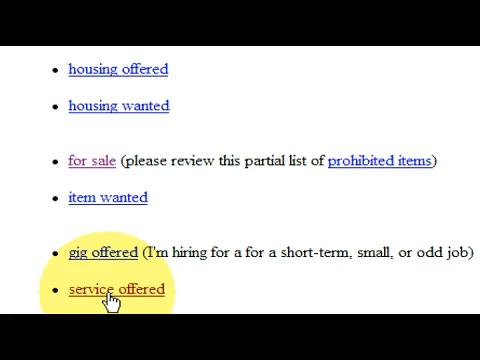 housing offered
housing wanted
for sale (please review this partial list of prohibited items)
item wanted
gig offered (I'm hiring for a for a short-term, small, or odd job)
service offered